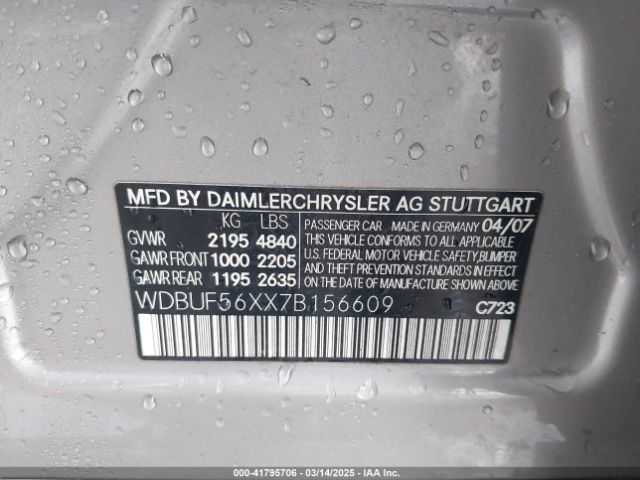 MFD BY DAIMLERCHRYSLER AG STUTTGART
KG LBS
GVWR 2195 4840
GAWR FRONT 1000 2205
GAWR REAR 1195 2635
PASSENGER CAR MADE IN GERMANY 04/07
THIS VEHICLE CONFORMS TO ALL APPLICABLE
U.S. FEDERAL MOTOR VEHICLE SAFETY,BUMPER
AND THEFT PREVENTION STANDARDS IN EFFECT
ON THE DATE OF MANUFACTURE SHOWN ABOVE
WDBUF56XX7B156609
C723
000-41795706 — 03/14/2025 — IAA Inc.